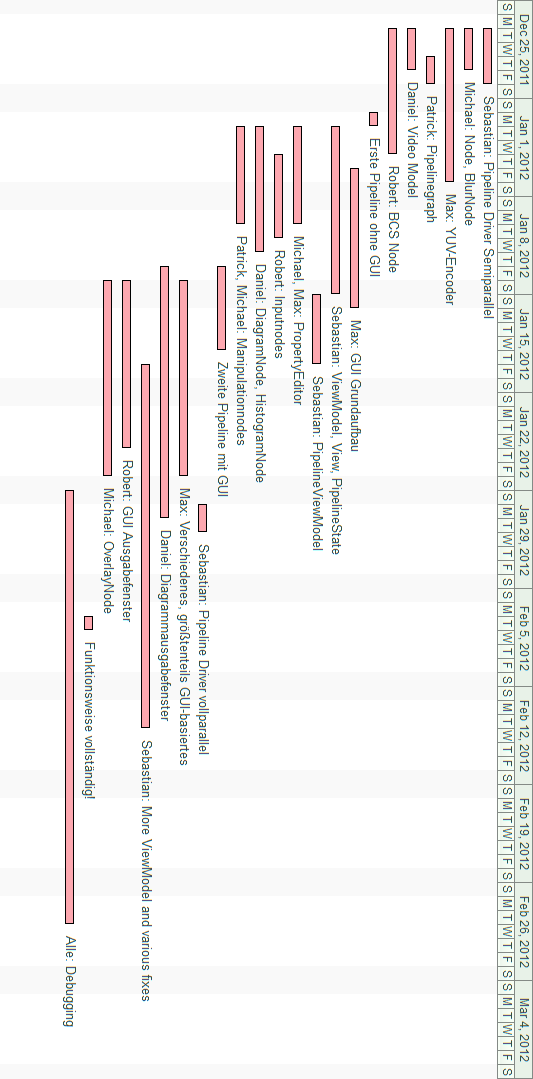 Dec 25, 2011 Jan 1, 2012 Jan 8, 2012 Jan 15, 2012 Jan 22, 2012 Jan 29, 2012 Feb 5, 2012 Feb 12, 2012 Feb 19, 2012 Feb 26, 2012 Mar 4, 2012
S M T W T F S S M T W T F S S M T W T F S S M T W T F S S M T W T F S S M T W T F S S M T W T F S S M T W T F S S M T W T F S S M T W T F S S M T W T F S
Sebastian: Pipeline Driver Semiparallel
Michael: Node, BlurNode
Max: YUV-Encoder
Patrick: Pipelinegraph
Daniel: Video Model
Robert: BCS Node
Erste Pipeline ohne GUI
Max: GUI Grundaufbau
Sebastian: ViewModel, View, PipelineState
Sebastian: PipelineViewModel
Michael, Max: PropertyEditor
Robert: Inputnodes
Daniel: DiagramNode, HistogramNode
Patrick, Michael: Manipulationnodes
Zweite Pipeline mit GUI
Sebastian: Pipeline Driver vollparallel
Max: Verschiedenes, größtenteils GUI-basiertes
Daniel: Diagrammausgabefenster
Sebastian: More ViewModel and various fixes
Robert: GUI Ausgabefenster
Michael: OverlayNode
Funktionsweise vollständig!
Alle: Debugging